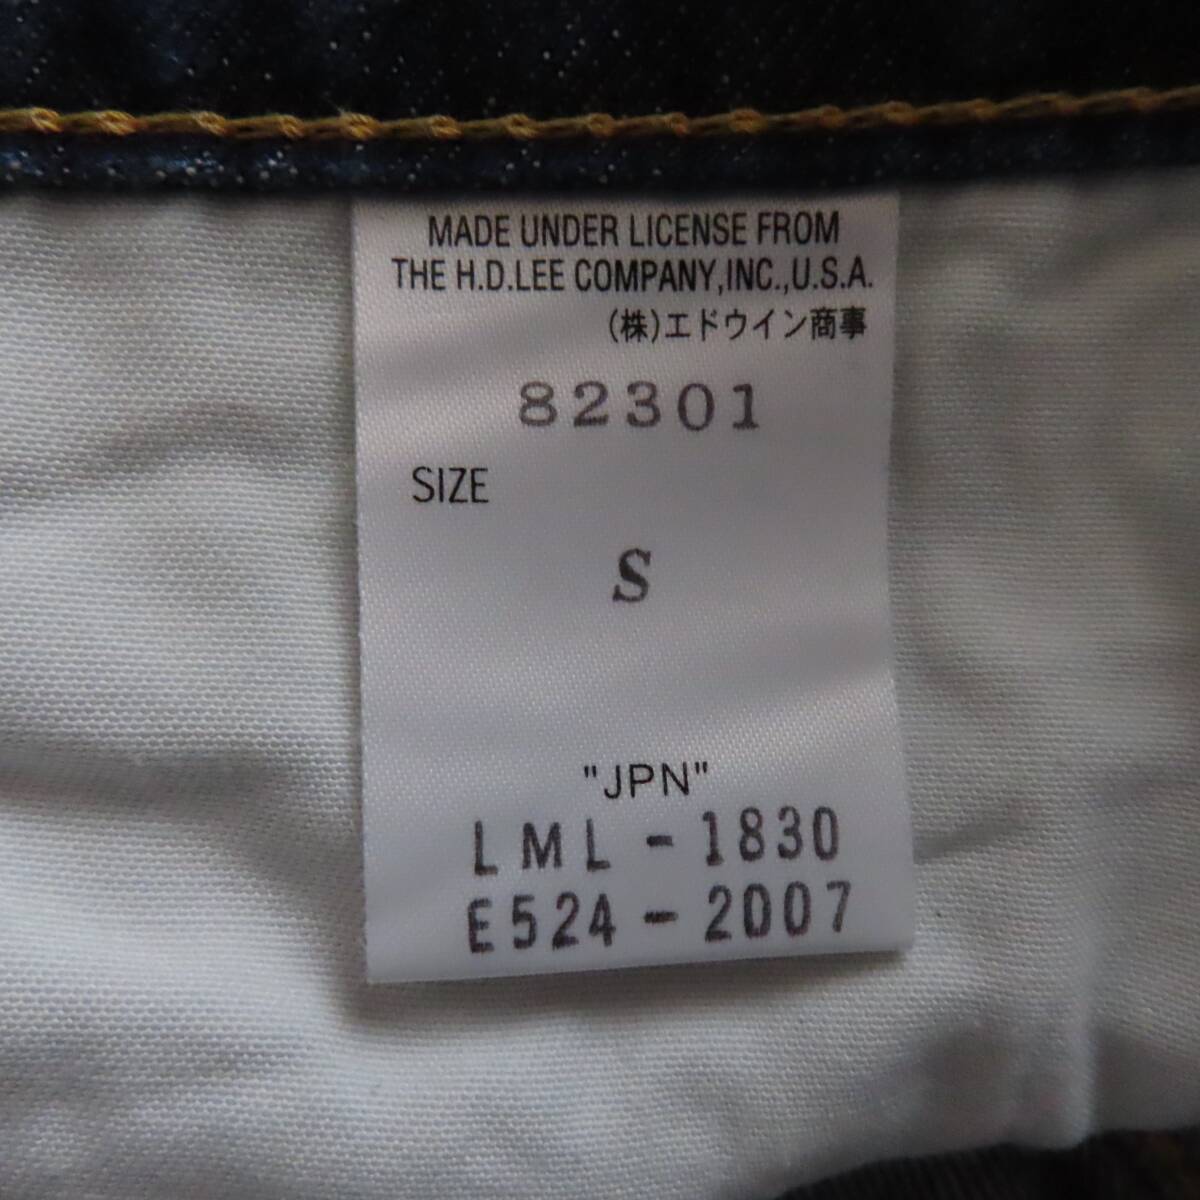 MADE UNDER LICENSE FROM
THE H.D.LEE COMPANY,INC.,U.S.A.
(株)エドウイン商事
82301
SIZE
S
"JPN"
LML-1830
E524-2007